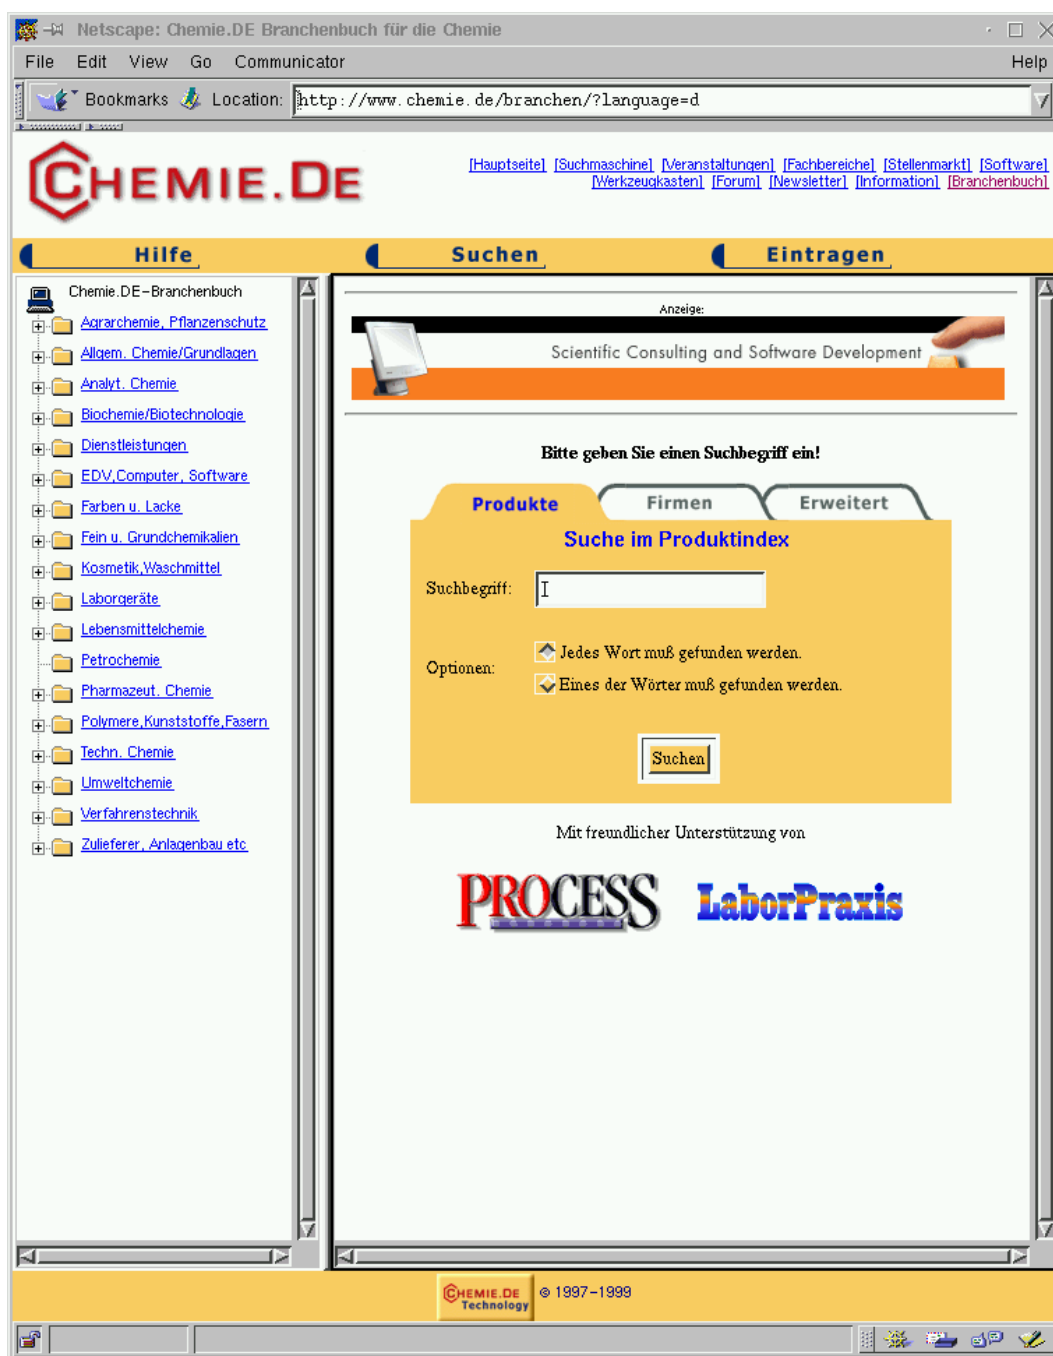 Netscape: Chemie.DE Branchenbuch für die Chemie
File Edit View Go Communicator Help
Bookmarks Location: http://www.chemie.de/branchen/?language=d
CHEMIE.DE
[Hauptseite] [Suchmaschine] [Veranstaltungen] [Fachbereiche] [Stellenmarkt] [Software]
[Werkzeugkasten] [Forum] [Newsletter] [Information] [Branchenbuch]
Hilfe Suchen Eintragen
Chemie.DE-Branchenbuch
Agrarchemie, Pflanzenschutz
Allgem. Chemie/Grundlagen
Analyt. Chemie
Biochemie/Biotechnologie
Dienstleistungen
EDV,Computer, Software
Farben u. Lacke
Fein u. Grundchemikalien
Kosmetik,Waschmittel
Laborgeräte
Lebensmittelchemie
Petrochemie
Pharmazeut. Chemie
Polymere,Kunststoffe,Fasern
Techn. Chemie
Umweltchemie
Verfahrenstechnik
Zulieferer, Anlagenbau etc
Anzeige:
Scientific Consulting and Software Development
Bitte geben Sie einen Suchbegriff ein!
Produkte Firmen Erweitert
Suche im Produktindex
Suchbegriff:
Optionen:
Jedes Wort muß gefunden werden.
Eines der Wörter muß gefunden werden.
Suchen
Mit freundlicher Unterstützung von
PROCESS LaborPraxis
CHEMIE.DE
Technology
© 1997-1999